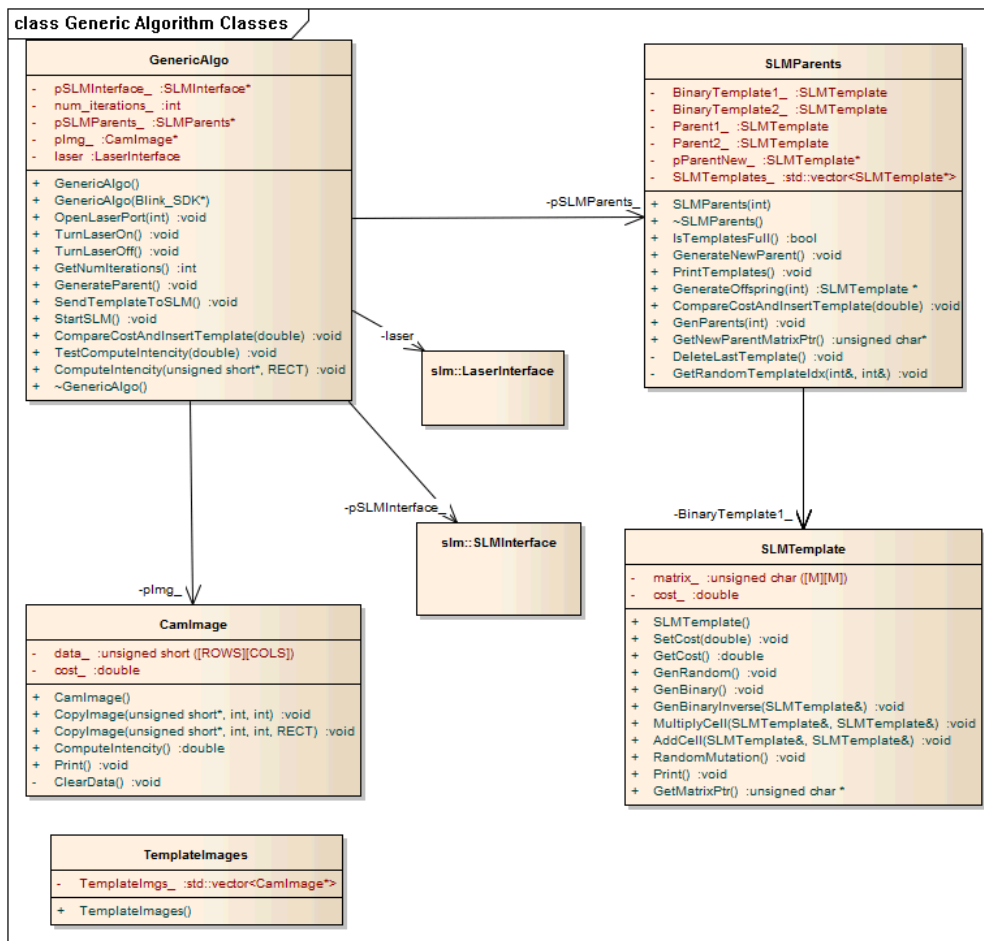 class Generic Algorithm Classes
GenericAlgo
- pSLMInterface_ :SLMInterface*
- num_iterations_ :int
- pSLMParents_ :SLMParents*
- pImg_ :CamImage*
- laser :LaserInterface
+ GenericAlgo()
+ GenericAlgo(Blink_SDK*)
+ OpenLaserPort(int) :void
+ TurnLaserOn() :void
+ TurnLaserOff() :void
+ GetNumIterations() :int
+ GenerateParent() :void
+ SendTemplateToSLM() :void
+ StartSLM() :void
+ CompareCostAndInsertTemplate(double) :void
+ TestComputeIntencity(double) :void
+ ComputeIntencity(unsigned short*, RECT) :void
+ ~GenericAlgo()
SLMParents
- BinaryTemplate1_ :SLMTemplate
- BinaryTemplate2_ :SLMTemplate
- Parent1_ :SLMTemplate
- Parent2_ :SLMTemplate
- pParentNew_ :SLMTemplate*
- SLMTemplates_ :std::vector<SLMTemplate*>
+ SLMParents(int)
+ ~SLMParents()
+ IsTemplatesFull() :bool
+ GenerateNewParent() :void
+ PrintTemplates() :void
+ GenerateOffspring(int) :SLMTemplate *
+ CompareCostAndInsertTemplate(double) :void
+ GenParents(int) :void
+ GetNewParentMatrixPtr() :unsigned char*
- DeleteLastTemplate() :void
- GetRandomTemplateIdx(int&, int&) :void
-pSLMParents_
-laser
slm::LaserInterface
-pSLMInterface_
slm::SLMInterface
-BinaryTemplate1_
SLMTemplate
- matrix_ :unsigned char ([M][M])
- cost_ :double
+ SLMTemplate()
+ SetCost(double) :void
+ GetCost() :double
+ GenRandom() :void
+ GenBinary() :void
+ GenBinaryInverse(SLMTemplate&) :void
+ MultiplyCell(SLMTemplate&, SLMTemplate&) :void
+ AddCell(SLMTemplate&, SLMTemplate&) :void
+ RandomMutation() :void
+ Print() :void
+ GetMatrixPtr() :unsigned char *
-pImg_
CamImage
- data_ :unsigned short ([ROWS][COLS])
- cost_ :double
+ CamImage()
+ CopyImage(unsigned short*, int, int) :void
+ CopyImage(unsigned short*, int, int, RECT) :void
+ ComputeIntencity() :double
+ Print() :void
- ClearData() :void
TemplateImages
- TemplateImgs_ :std::vector<CamImage*>
+ TemplateImages()